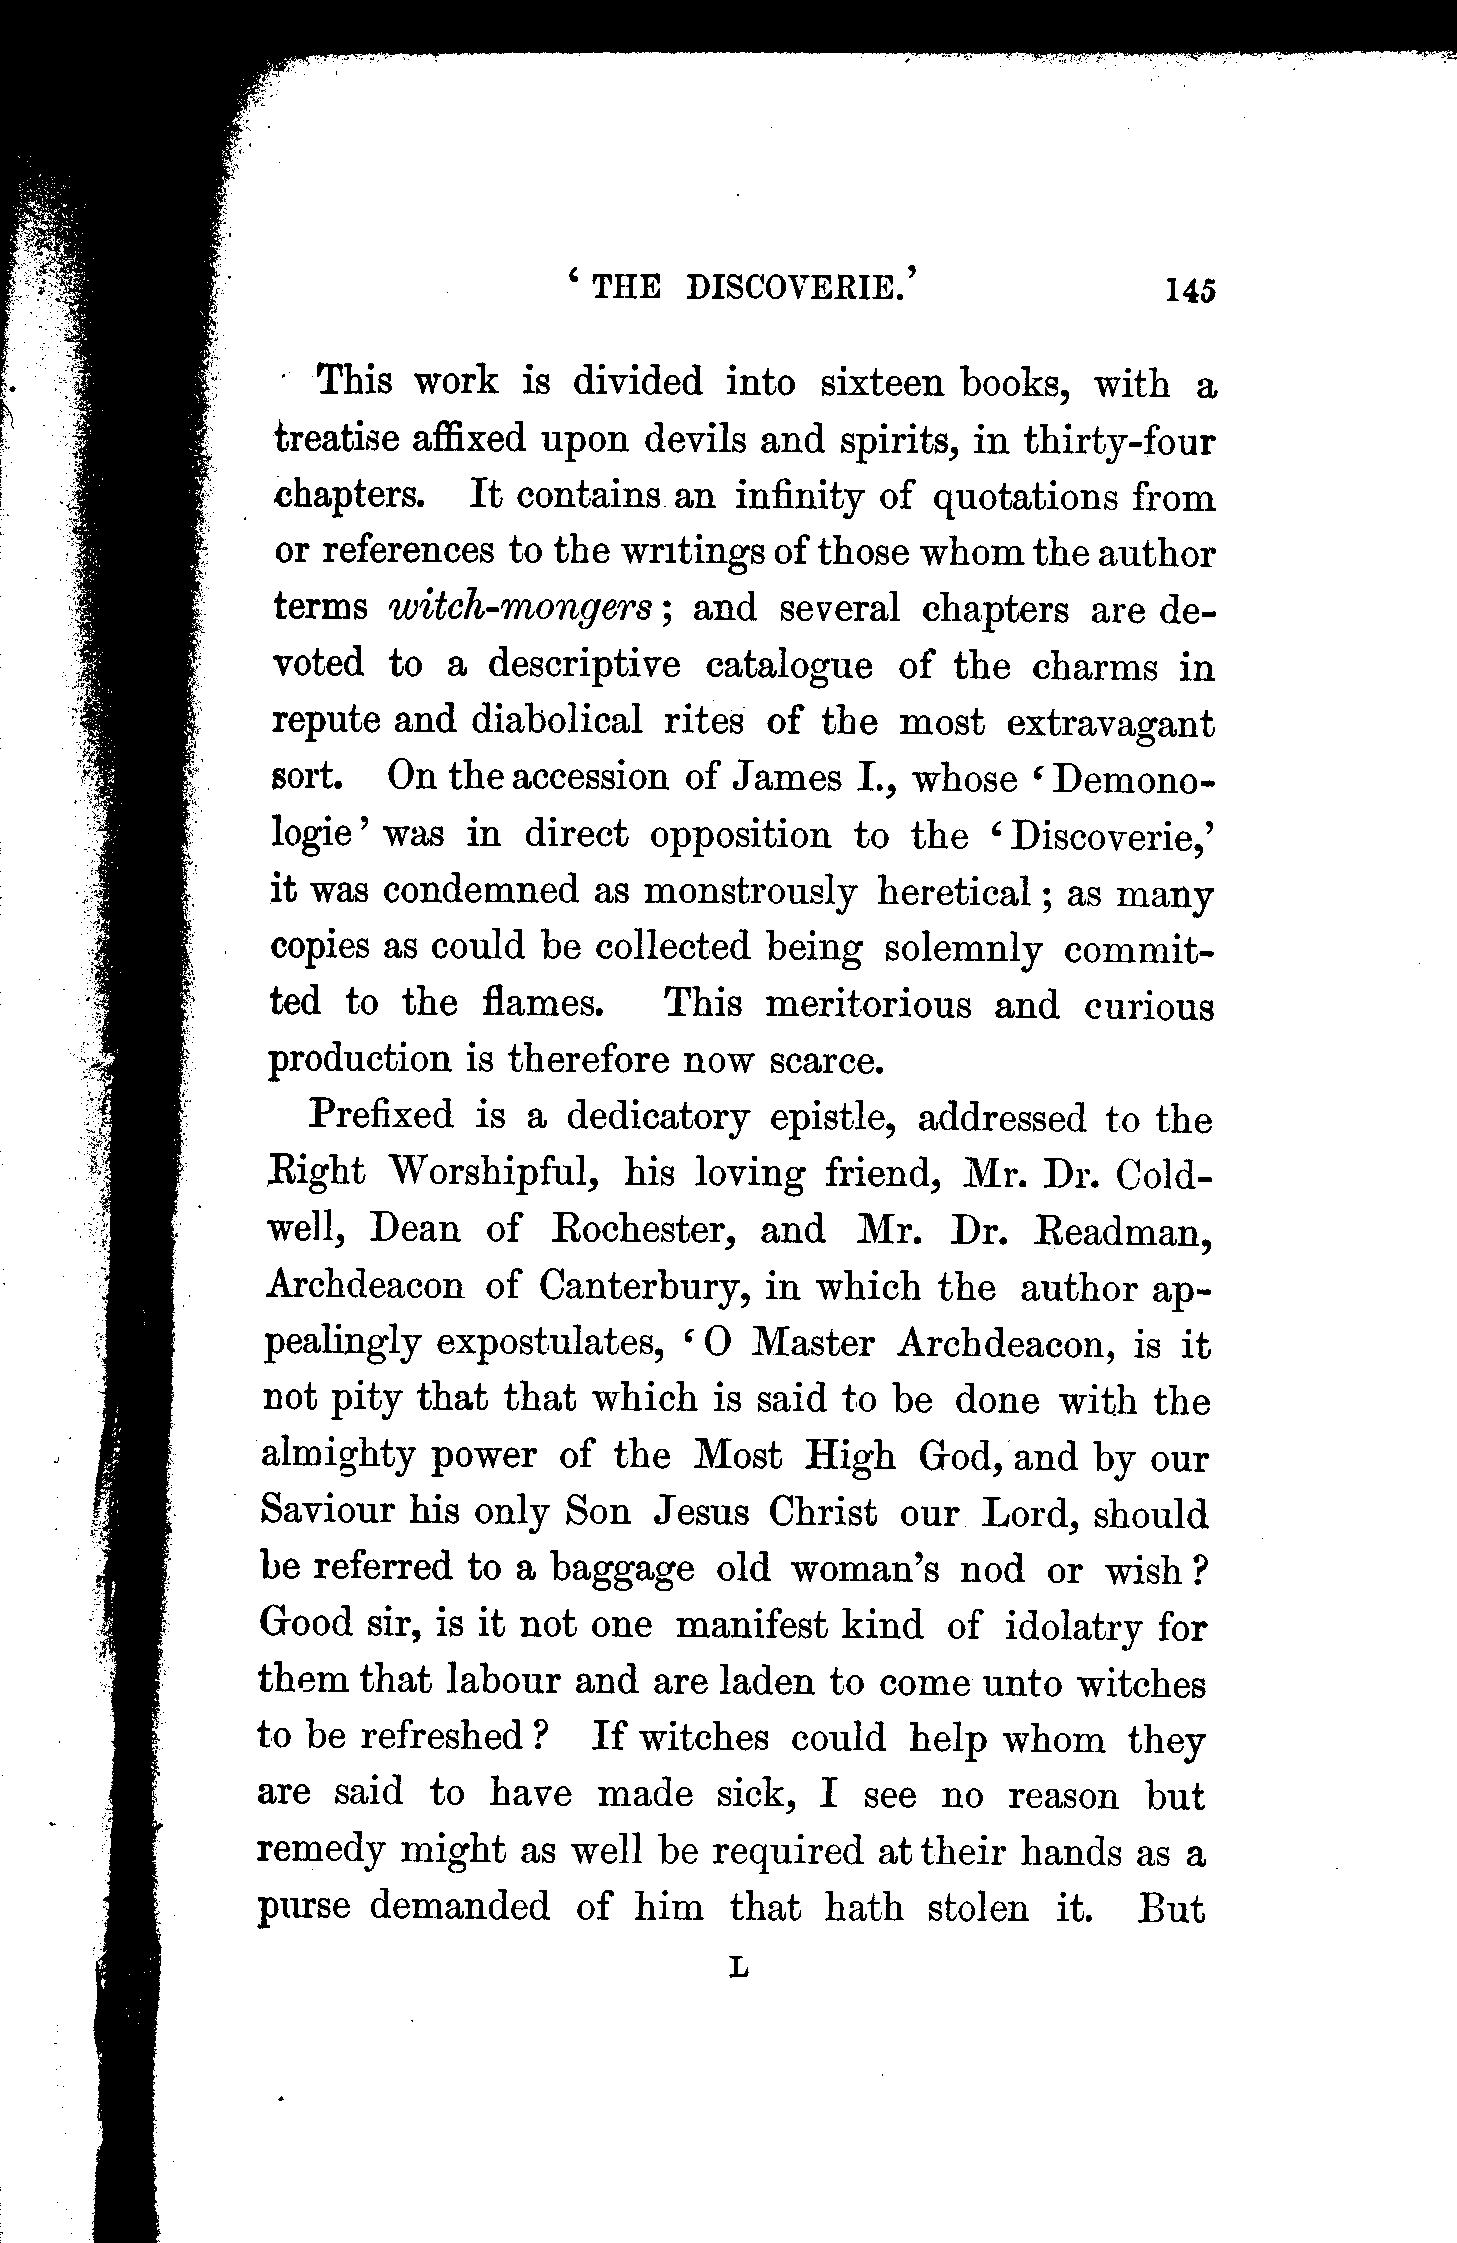 ‘ THE DISCOVERIE.’ 145
This work is divided into sixteen books, with a
treatise affixed upon devils and spirits, in thirty-four
chapters. It contains an infinity of quotations from
or references to the writings of those whom the author
terms witch-mongers ; and several chapters are de-
voted to a descriptive catalogue of the charms in
repute and diabolical rites of the most extravagant
sort. On the accession of James I., whose ‘ Demono-
logie ’ was in direct opposition to the ‘ Discoverie,’
it was condemned as monstrously heretical ; as many
copies as could be collected being solemnly commit-
ted to the flames. This meritorious and curious
production is therefore now scarce.
Prefixed is a dedicatory epistle, addressed to the
Right Worshipful, his loving friend, Mr. Dr. Cold-
well, Dean of Rochester, and Mr. Dr. Readman,
Archdeacon of Canterbury, in which the author ap-
pealingly expostulates, ‘ O Master Archdeacon, is it
not pity that that which is said to be done with the
almighty power of the Most High God, and by our
Saviour his only Son Jesus Christ our Lord, should
be referred to a baggage old woman’s nod or wish ?
Good sir, is it not one manifest kind of idolatry for
them that labour and are laden to come unto witches
to be refreshed ? If witches could help whom they
are said to have made sick, I see no reason but
remedy might as well be required at their hands as a
purse demanded of him that hath stolen it. But
L